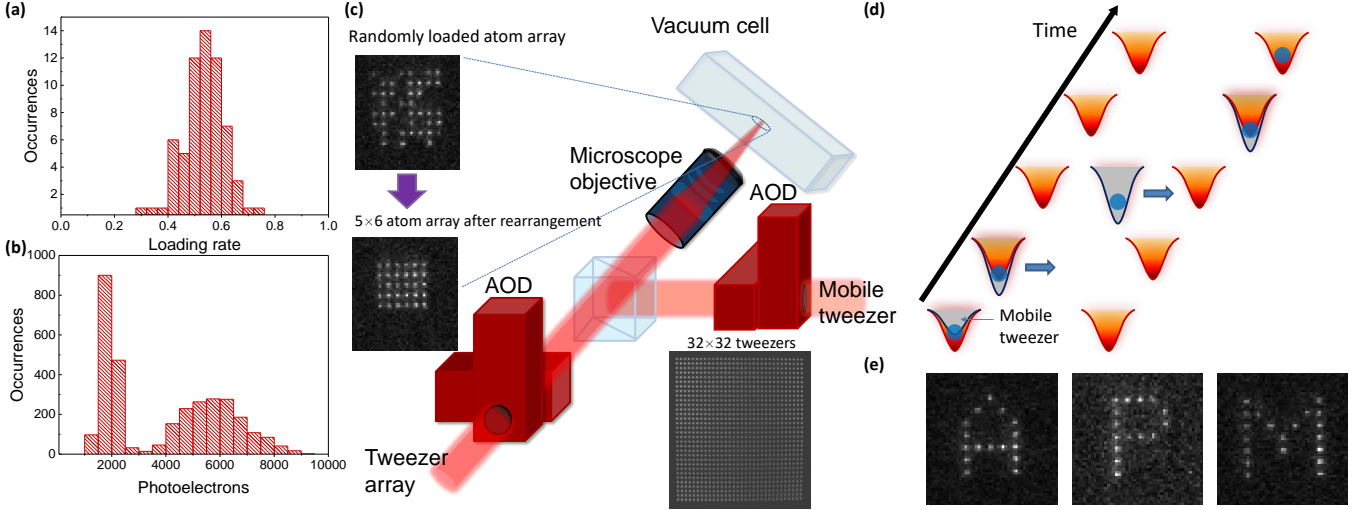 (a)
Occurrences
14
12
10
8
6
4
2
0.0 0.2 0.4 0.6 0.8 1.0
Loading rate
(b)
Occurrences
1000
800
600
400
200
0
2000 4000 6000 8000 10000
Photoelectrons
(c)
Randomly loaded atom array
5×6 atom array after rearrangement
Vacuum cell
Microscope
objective
AOD
AOD
Mobile
tweezer
Tweezer
array
32×32 tweezers
(d)
Time
Mobile
tweezer
(e)
A P M